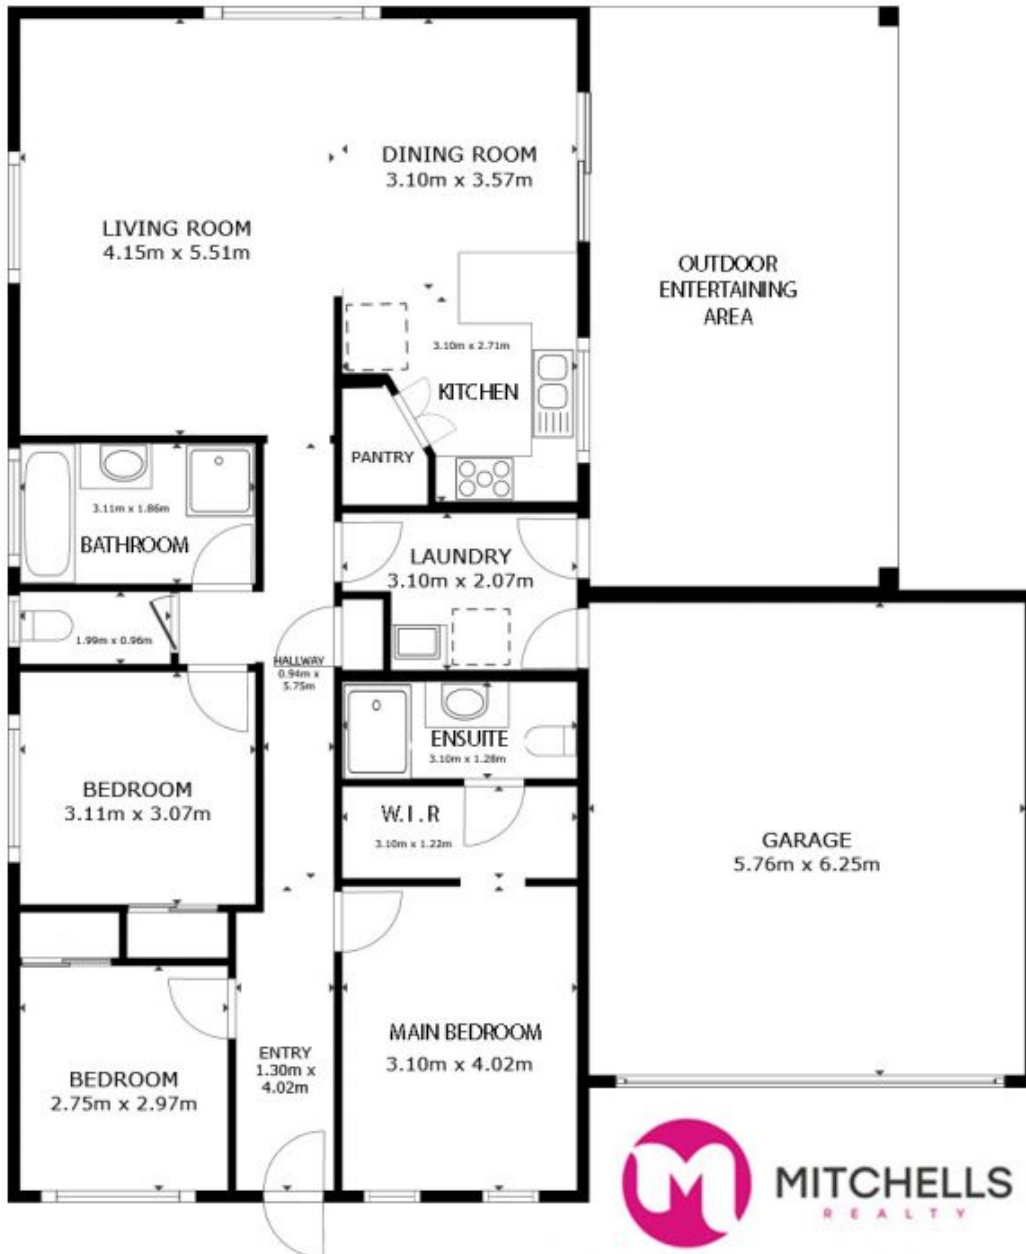 DINING ROOM
3.10m x 3.57m
LIVING ROOM
4.15m x 5.51m
OUTDOOR
ENTERTAINING
AREA
3.10m x 2.71m
KITCHEN
PANTRY
3.11m x 1.86m
BATHROOM
LAUNDRY
3.10m x 2.07m
1.99m x 0.96m
HALLWAY
0.94m x
5.75m
ENSUITE
3.10m x 1.28m
BEDROOM
3.11m x 3.07m
W.I.R
3.10m x 1.22m
GARAGE
5.76m x 6.25m
MAIN BEDROOM
3.10m x 4.02m
ENTRY
1.30m x
4.02m
BEDROOM
2.75m x 2.97m
MITCHELLS
REALTY